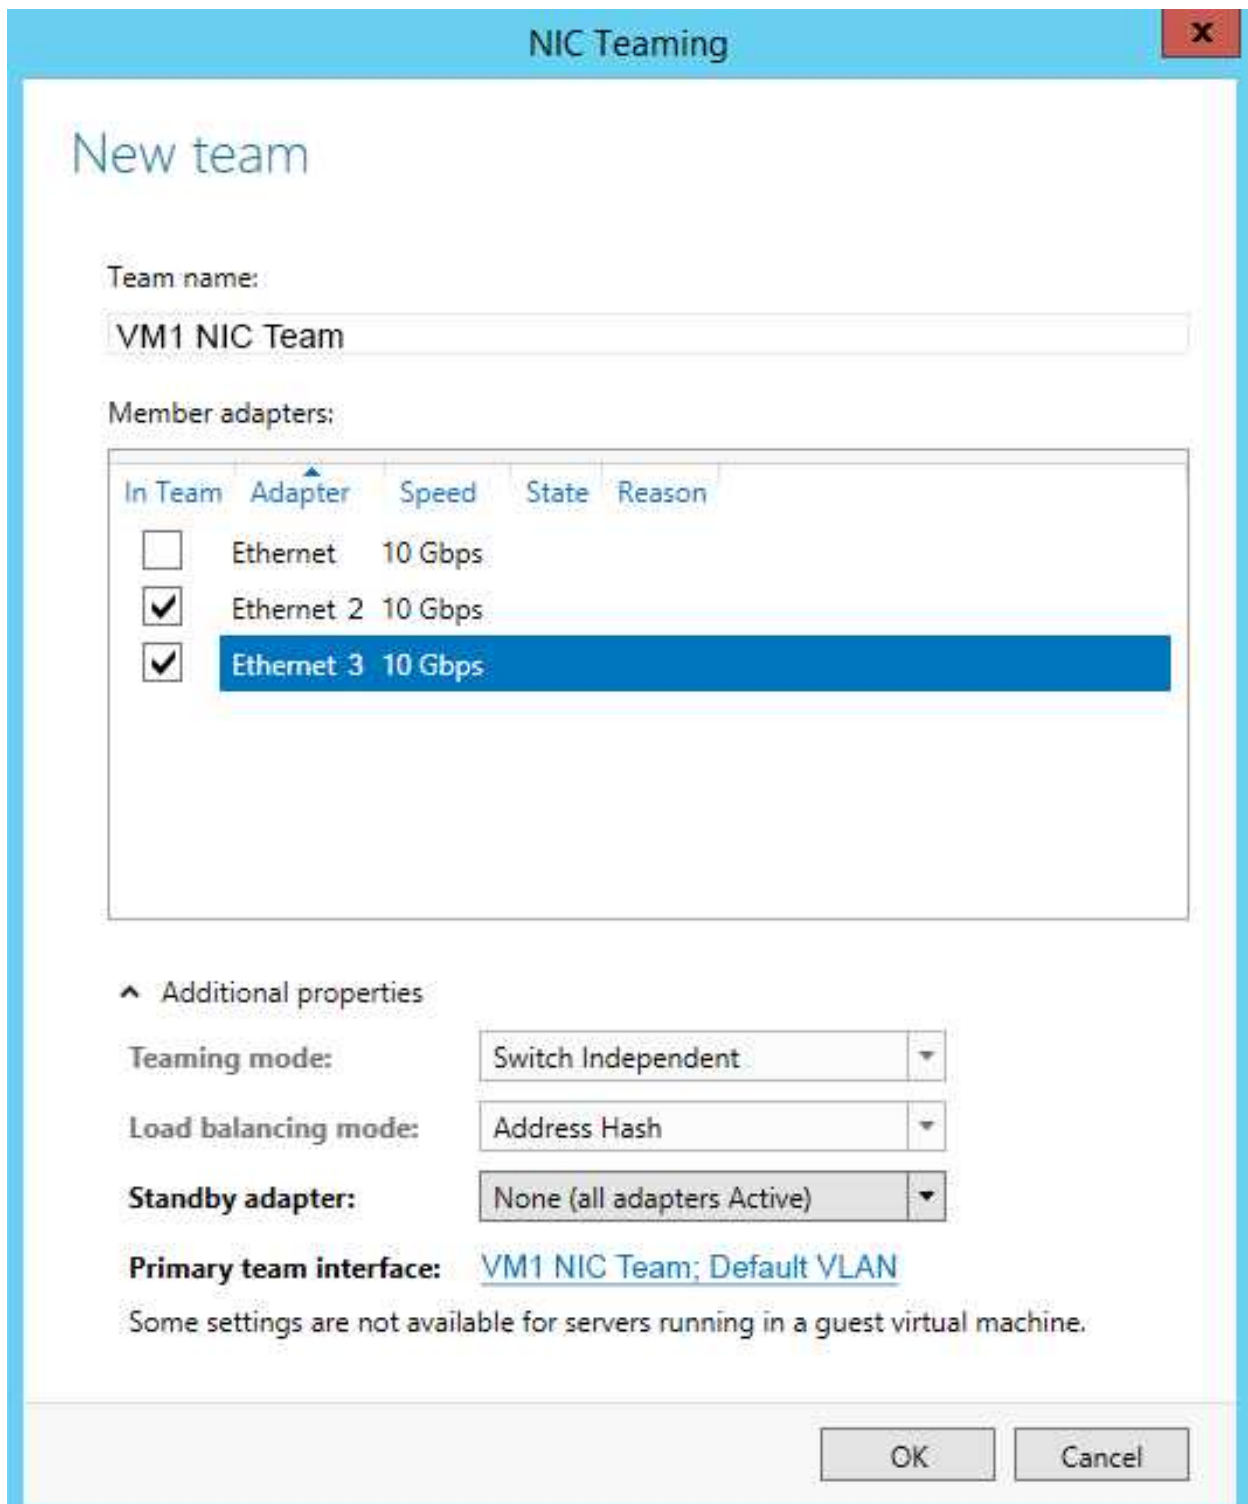 NIC Teaming
x
New team
Team name:
VM1 NIC Team
Member adapters:
In Team Adapter Speed State Reason
Ethernet 10 Gbps
Ethernet 2 10 Gbps
Ethernet 3 10 Gbps
Additional properties
Teaming mode: Switch Independent
Load balancing mode: Address Hash
Standby adapter: None (all adapters Active)
Primary team interface: VM1 NIC Team; Default VLAN
Some settings are not available for servers running in a guest virtual machine.
OK Cancel